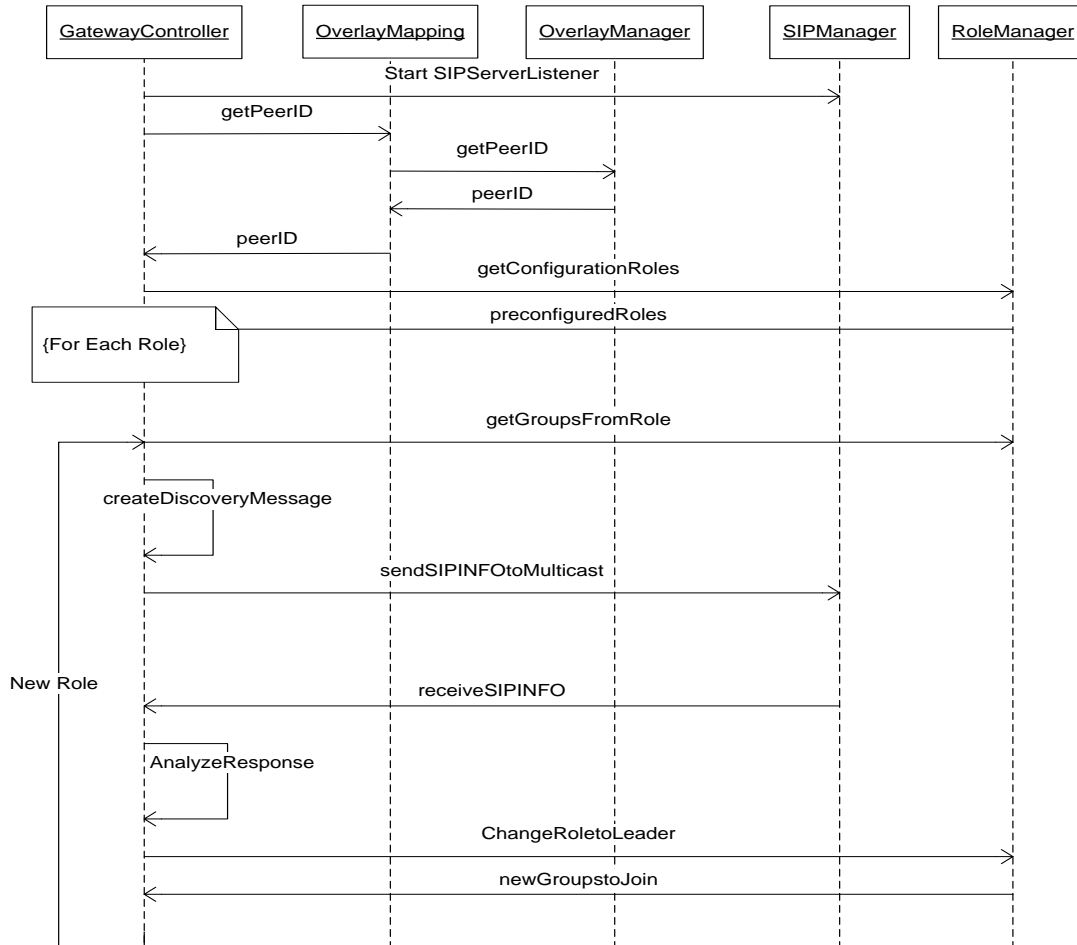 GatewayController
OverlayMapping
OverlayManager
SIPManager
RoleManager
Start SIPServerListener
getPeerID
getPeerID
peerID
peerID
getConfigurationRoles
preconfiguredRoles
{For Each Role}
getGroupsFromRole
createDiscoveryMessage
sendSIPINFOtoMulticast
New Role
receiveSIPINFO
AnalyzeResponse
ChangeRoletoLeader
newGroupstoJoin